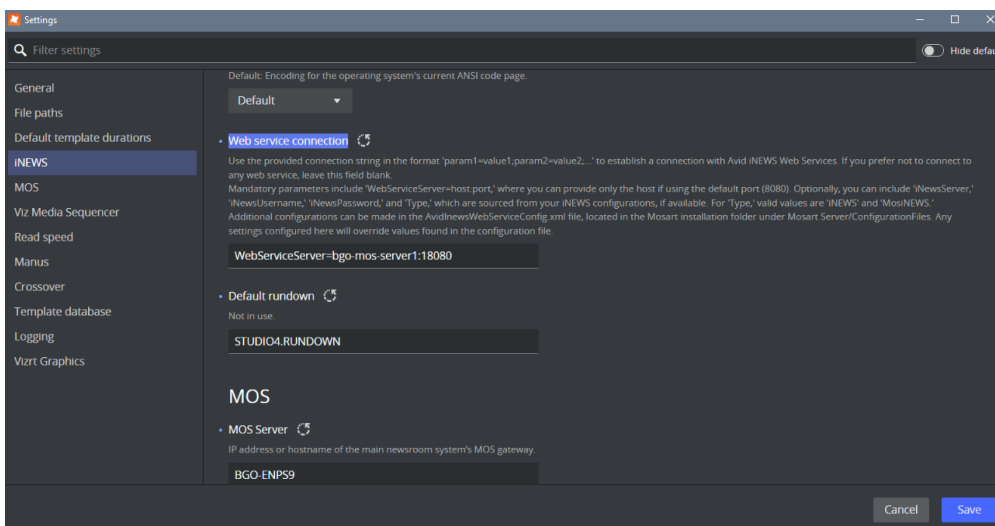 Settings
Filter settings
Hide defau
General
File paths
Default template durations
iNEWS
MOS
Viz Media Sequencer
Read speed
Manus
Crossover
Template database
Logging
Vizrt Graphics
Default: Encoding for the operating system's current ANSI code page.
Default
Web service connection
Use the provided connection string in the format 'param1=value1,param2=value2,...' to establish a connection with Avid iNEWS Web Services. If you prefer not to connect to
any web service, leave this field blank.
Mandatory parameters include 'WebServiceServer=host:port,' where you can provide only the host if using the default port (8080). Optionally, you can include 'iNewsServer,'
'iNewsUsername,' 'iNewsPassword,' and 'Type,' which are sourced from your iNEWS configurations, if available. For 'Type,' valid values are 'iNEWS' and 'MosiNEWS.'
Additional configurations can be made in the AvidInewsWebServiceConfig.xml file, located in the Mosart installation folder under Mosart Server/ConfigurationFiles. Any
settings configured here will override values found in the configuration file.
WebServiceServer=bgo-mos-server1:18080
Default rundown
Not in use.
STUDIO4.RUNDOWN
MOS
MOS Server
IP address or hostname of the main newsroom system's MOS gateway.
BGO-ENPS9
Cancel
Save